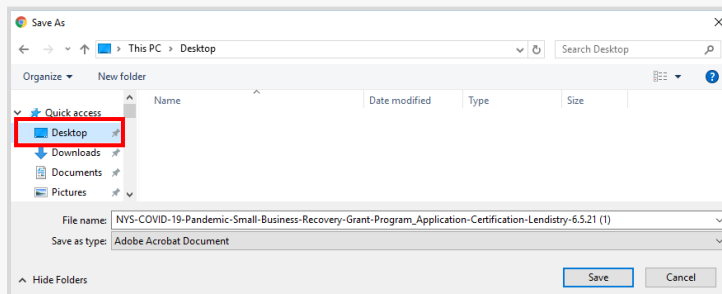 Save As
This PC > Desktop
Search Desktop
Organize
New folder
Name
Date modified
Type
Size
Quick access
Desktop
Downloads
Documents
Pictures
File name: NYS-COVID-19-Pandemic-Small-Business-Recovery-Grant-Program_Application-Certification-Lendistry-6.5.21 (1)
Save as type: Adobe Acrobat Document
Hide Folders
Save
Cancel